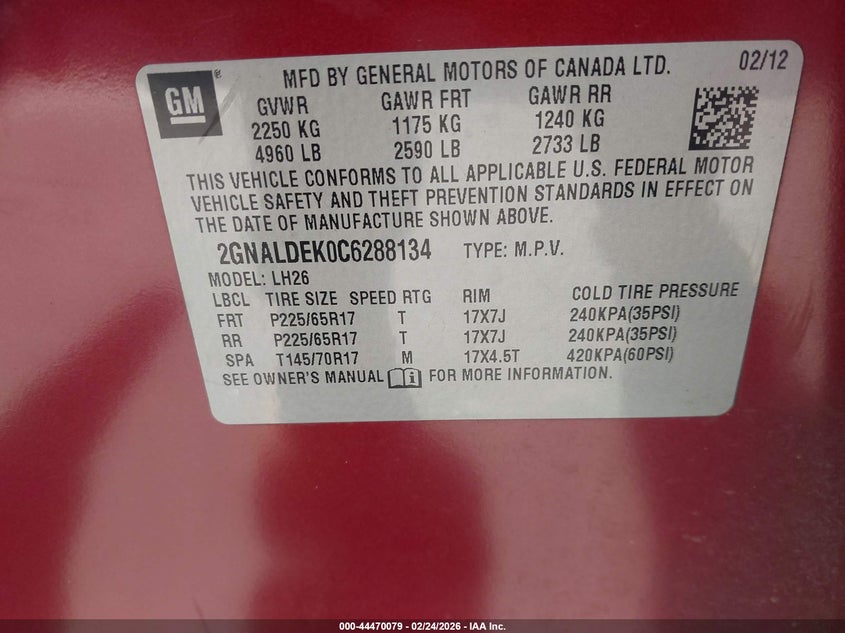 GM®
MFD BY GENERAL MOTORS OF CANADA LTD. 02/12
GVWR GAWR FRT GAWR RR
2250 KG 1175 KG 1240 KG
4960 LB 2590 LB 2733 LB
THIS VEHICLE CONFORMS TO ALL APPLICABLE U.S. FEDERAL MOTOR
VEHICLE SAFETY AND THEFT PREVENTION STANDARDS IN EFFECT ON
THE DATE OF MANUFACTURE SHOWN ABOVE.
2GNALDEK0C6288134 TYPE: M.P.V.
MODEL: LH26
LBCL TIRE SIZE SPEED RTG RIM COLD TIRE PRESSURE
FRT P225/65R17 T 17X7J 240KPA(35PSI)
RR P225/65R17 T 17X7J 240KPA(35PSI)
SPA T145/70R17 M 17X4.5T 420KPA(60PSI)
SEE OWNER'S MANUAL i FOR MORE INFORMATION.
000-44470079 - 02/24/2026 - IAA Inc.